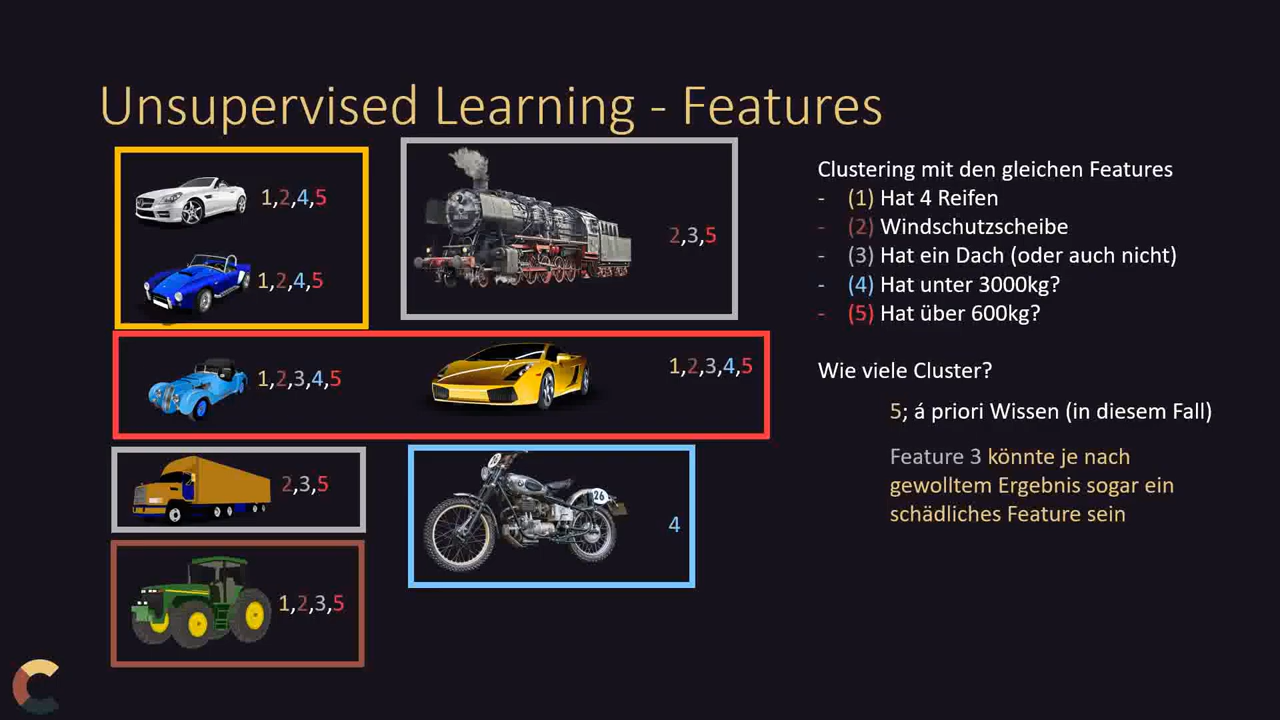 Unsupervised Learning - Features
1,2,4,5
1,2,4,5
2,3,5
1,2,3,4,5
1,2,3,4,5
2,3,5
26
4
1,2,3,5
Clustering mit den gleichen Features
- (1) Hat 4 Reifen
- (2) Windschutzscheibe
- (3) Hat ein Dach (oder auch nicht)
- (4) Hat unter 3000kg?
- (5) Hat über 600kg?
Wie viele Cluster?
5; á priori Wissen (in diesem Fall)
Feature 3 könnte je nach
gewolltem Ergebnis sogar ein
schädliches Feature sein